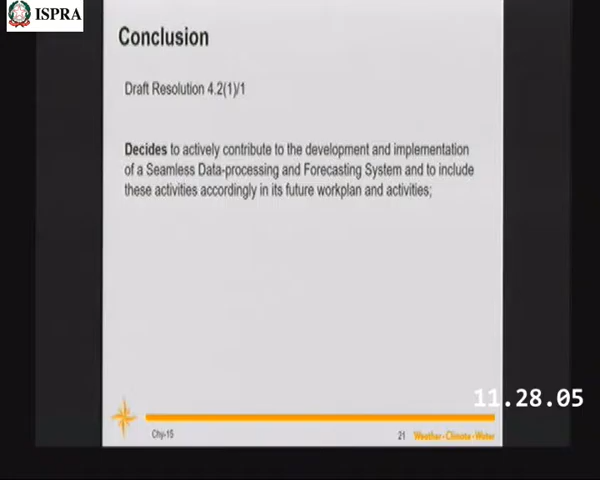 ISPRA
Conclusion
Draft Resolution 4.2(1)/1
Decides to actively contribute to the development and implementation
of a Seamless Data-processing and Forecasting System and to include
these activities accordingly in its future workplan and activities;
11.28.05
Chy-15
21 Weather • Climate • Water